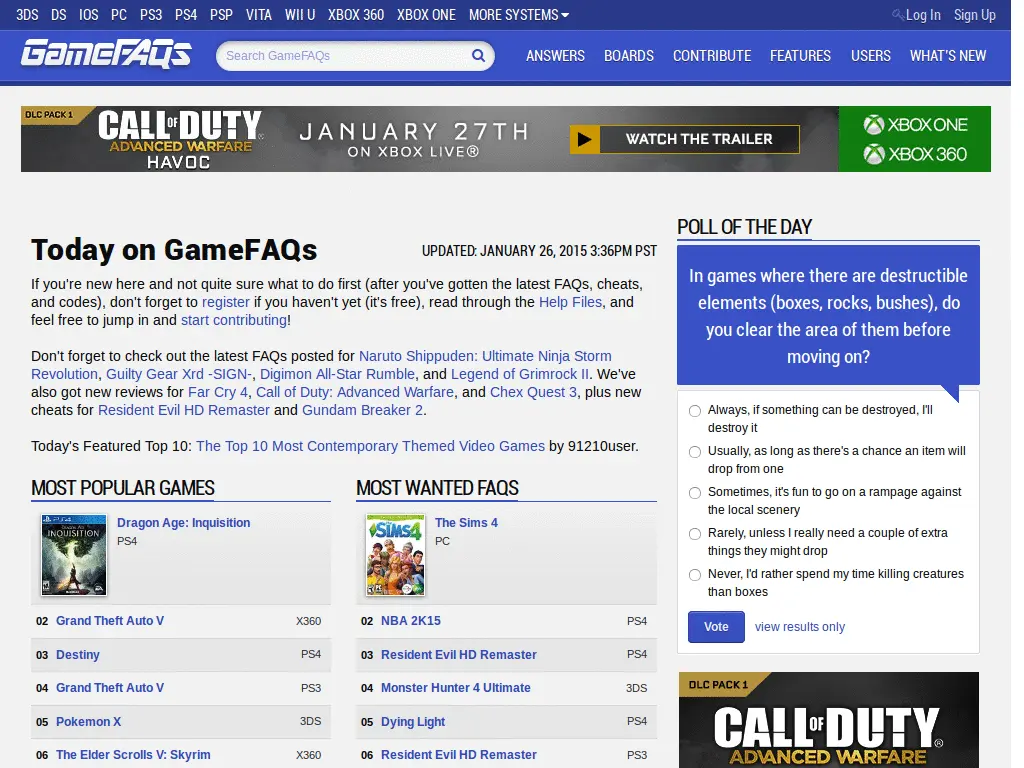 3DS DS IOS PC PS3 PS4 PSP VITA WII U XBOX 360 XBOX ONE MORE SYSTEMS Log In Sign Up
GameFAQs Search GameFAQs ANSWERS BOARDS CONTRIBUTE FEATURES USERS WHAT'S NEW
DLC PACK 1
CALL OF DUTY®
ADVANCED WARFARE
HAVOC
JANUARY 27TH
ON XBOX LIVE®
WATCH THE TRAILER
XBOX ONE
XBOX 360
Today on GameFAQs UPDATED: JANUARY 26, 2015 3:36PM PST
If you're new here and not quite sure what to do first (after you've gotten the latest FAQs, cheats,
and codes), don't forget to register if you haven't yet (it's free), read through the Help Files, and
feel free to jump in and start contributing!
Don't forget to check out the latest FAQs posted for Naruto Shippuden: Ultimate Ninja Storm
Revolution, Guilty Gear Xrd -SIGN-, Digimon All-Star Rumble, and Legend of Grimrock II. We've
also got new reviews for Far Cry 4, Call of Duty: Advanced Warfare, and Chex Quest 3, plus new
cheats for Resident Evil HD Remaster and Gundam Breaker 2.
Today's Featured Top 10: The Top 10 Most Contemporary Themed Video Games by 91210user.
MOST POPULAR GAMES
PS4
INQUISITION
Dragon Age: Inquisition
PS4
02 Grand Theft Auto V X360
03 Destiny PS4
04 Grand Theft Auto V PS3
05 Pokemon X 3DS
06 The Elder Scrolls V: Skyrim X360
MOST WANTED FAQS
SIMS 4
The Sims 4
PC
02 NBA 2K15 PS4
03 Resident Evil HD Remaster PS4
04 Monster Hunter 4 Ultimate 3DS
05 Dying Light PS4
06 Resident Evil HD Remaster PS3
POLL OF THE DAY
In games where there are destructible
elements (boxes, rocks, bushes), do
you clear the area of them before
moving on?
Always, if something can be destroyed, I'll
destroy it
Usually, as long as there's a chance an item will
drop from one
Sometimes, it's fun to go on a rampage against
the local scenery
Rarely, unless I really need a couple of extra
things they might drop
Never, I'd rather spend my time killing creatures
than boxes
Vote view results only
DLC PACK 1
CALL OF DUTY®
ADVANCED WARFARE